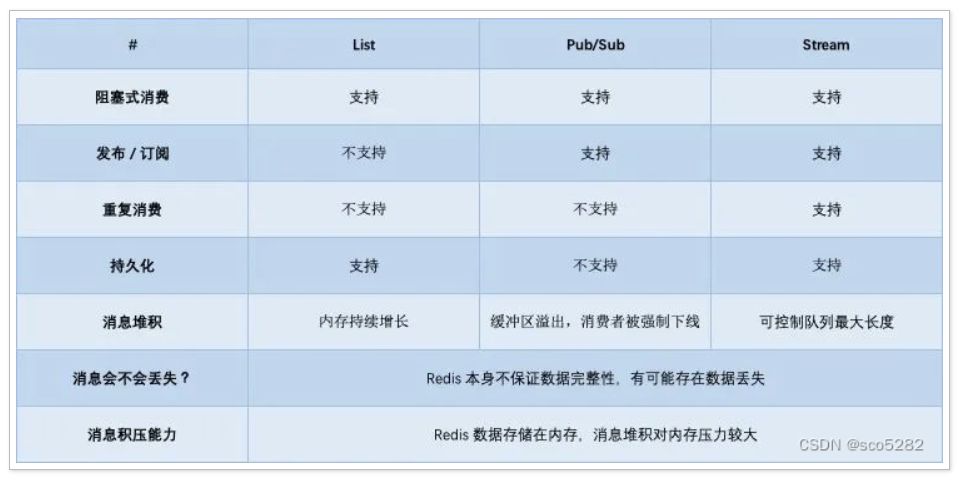 # List Pub/Sub Stream
阻塞式消费 支持 支持 支持
发布 / 订阅 不支持 支持 支持
重复消费 不支持 不支持 支持
持久化 支持 不支持 支持
消息堆积 内存持续增长 缓冲区溢出，消费者被强制下线 可控制队列最大长度
消息会不会丢失？ Redis 本身不保证数据完整性，有可能存在数据丢失
消息积压能力 Redis 数据存储在内存，消息堆积对内存压力较大
CSDN @sco5282